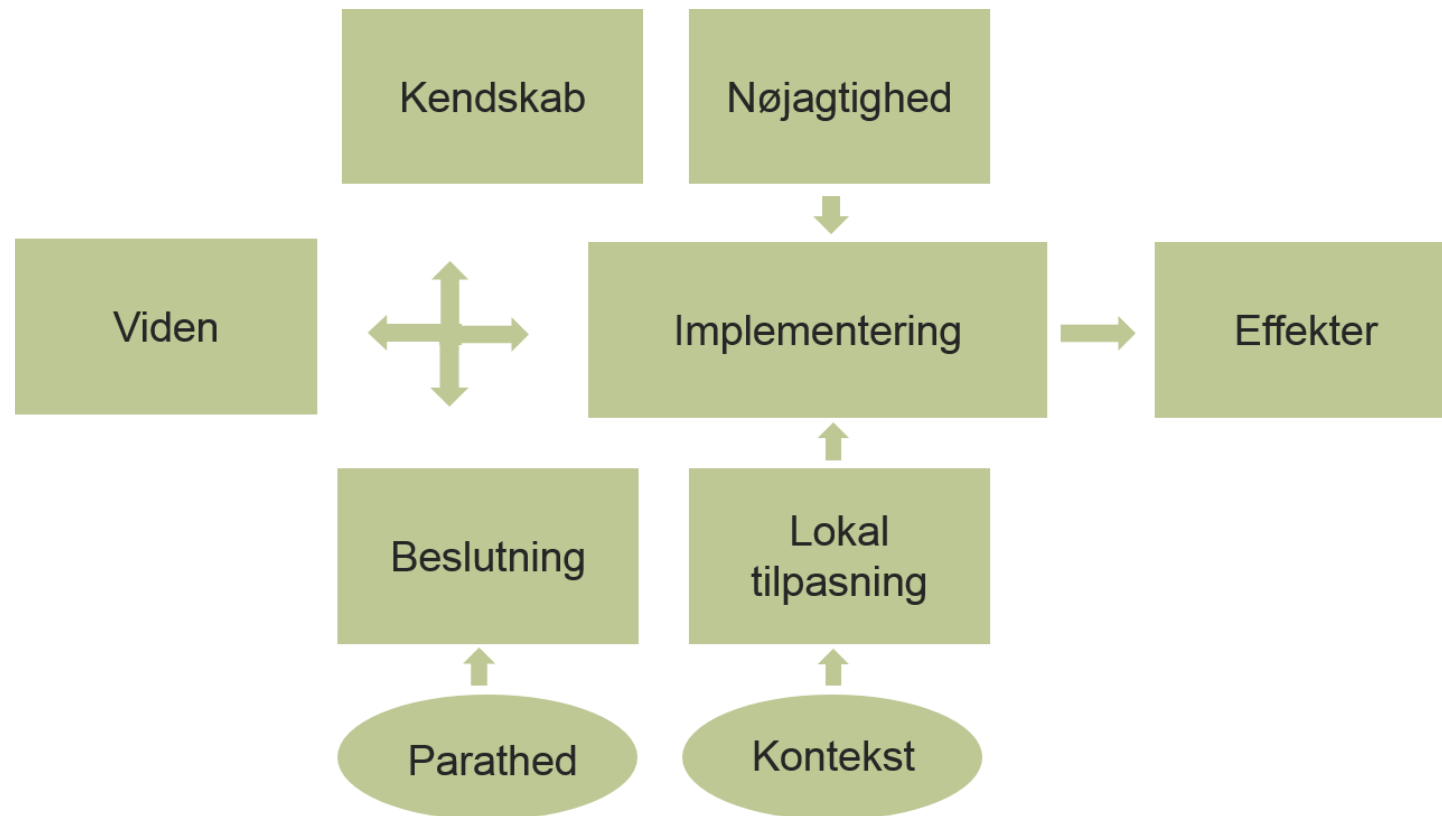 Kendskab
Nøjagtighed
Viden
Implementering
Effekter
Beslutning
Lokal
tilpasning
Parathed
Kontekst